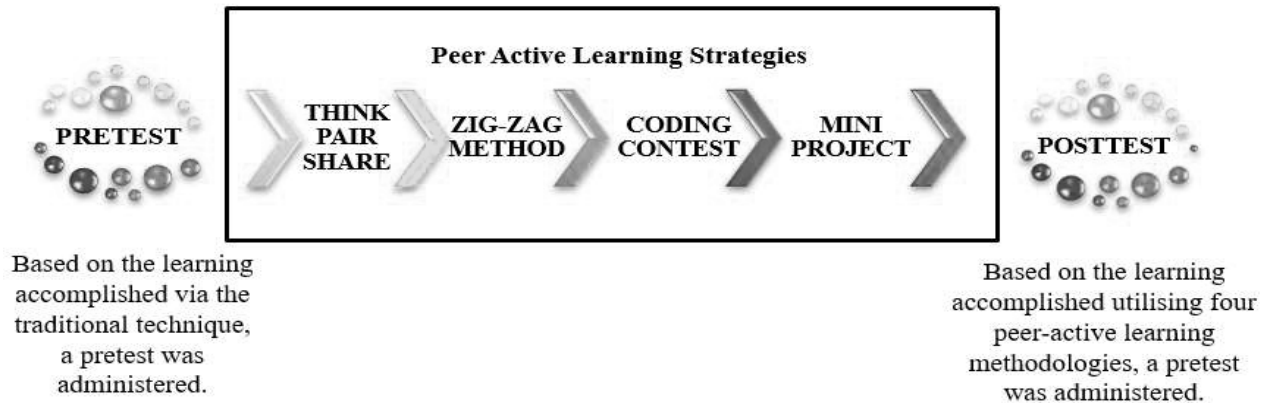 Peer Active Learning Strategies
PRETEST
THINK
PAIR
SHARE
ZIG-ZAG
METHOD
CODING
CONTEST
MINI
PROJECT
POSTTEST
Based on the learning
accomplished via the
traditional technique,
a pretest was
administered.
Based on the learning
accomplished utilising four
peer-active learning
methodologies, a pretest
was administered.